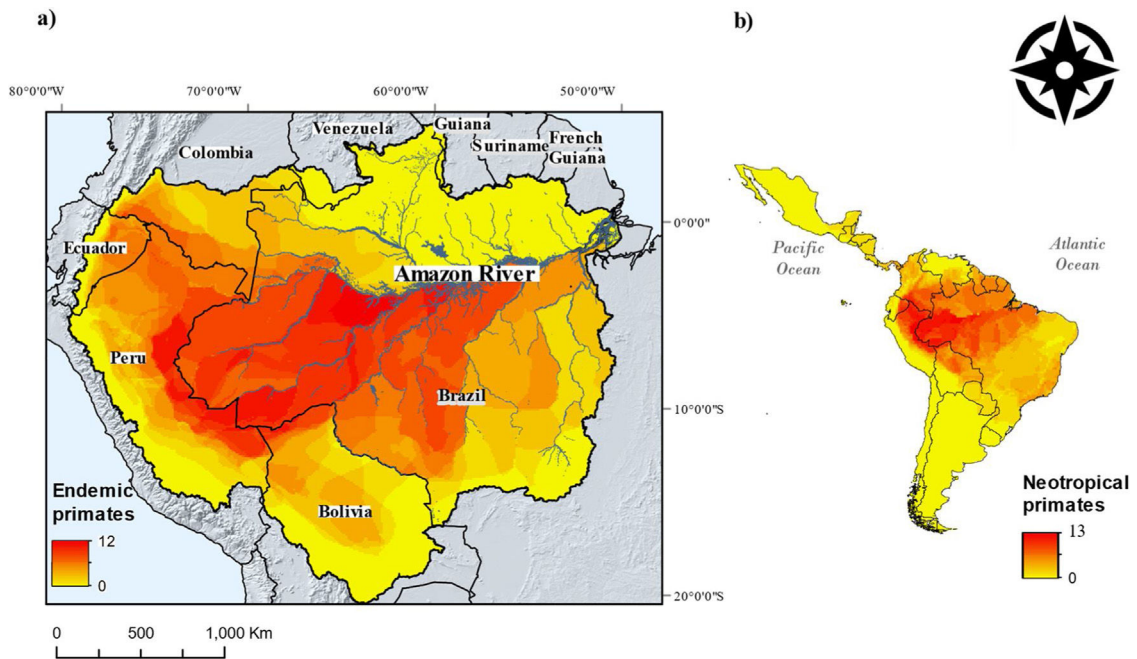 a)
b)
80°0'0"W
70°0'0"W
60°0'0"W
50°0'0"W
Venezuela
Guiana
Suriname
French
Guiana
Colombia
0°0'0"
Ecuador
Amazon River
Peru
Brazil
10°0'0"S
Bolivia
Endemic
primates
12
0
20°0'0"S
0
500
1,000 Km
Pacific
Ocean
Atlantic
Ocean
Neotropical
primates
13
0